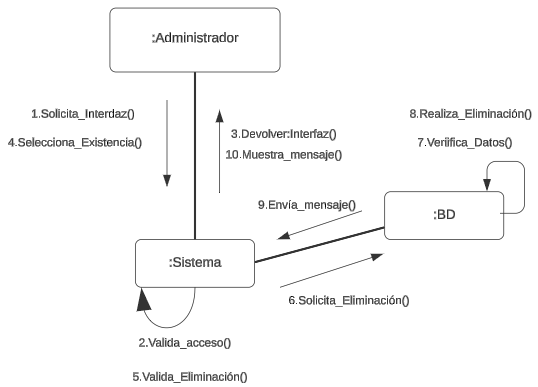 :Administrador
1.Solicita_Interdaz()
4.Selecciona_Existencia()
3.Devolver:Interfaz()
10.Muestra_mensaje()
8.Realiza_Eliminación()
7.Veriifica_Datos()
9.Envía_mensaje()
:BD
:Sistema
6.Solicita_Eliminación()
2.Valida_acceso()
5.Valida_Eliminación()